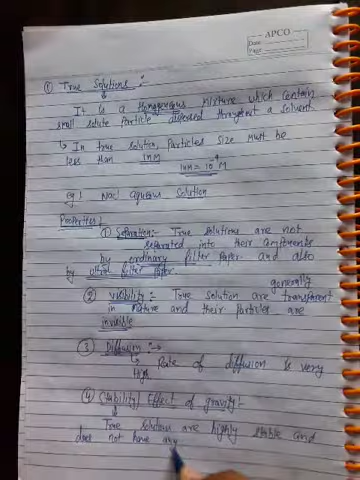 APCO
Date
Page
① True Solutions :-
It is a Homogeneous mixture which contain
small solute particle dispersed throughout a solvent
↳ In true solution, Particles size must be
less than 1nm
1nm = 10⁻⁹ M
eg! Nacl aqueous Solution
Properties!
① Separation:- True solutions are not
separated into their components
by ordinary filter paper and also
by ultra filter paper.
generally
② Visibility :- True solution are transparent
in nature and their particles are
invisible
③ Diffusion :→
↳ Rate of diffusion is very
high
④ Stability/ Effect of gravity:-
True solutions are highly stable and
does not have any